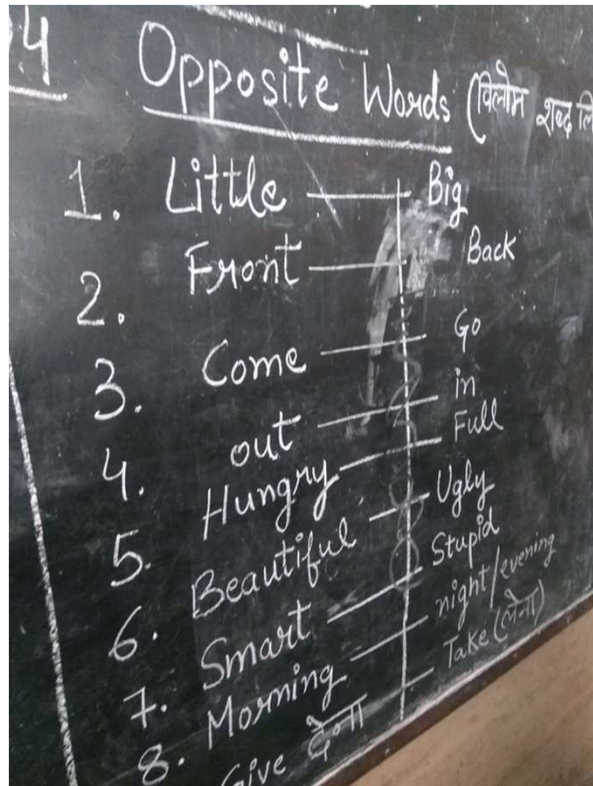 4 Opposite Words (विलोम शब्द लि
1. Little — Big
2. Front — Back
3. Come — Go
4. out — in
5. Hungry — Full
6. Beautiful — Ugly
7. Smart — Stupid
8. Morning — night/evening
Give देना — Take (लेना)